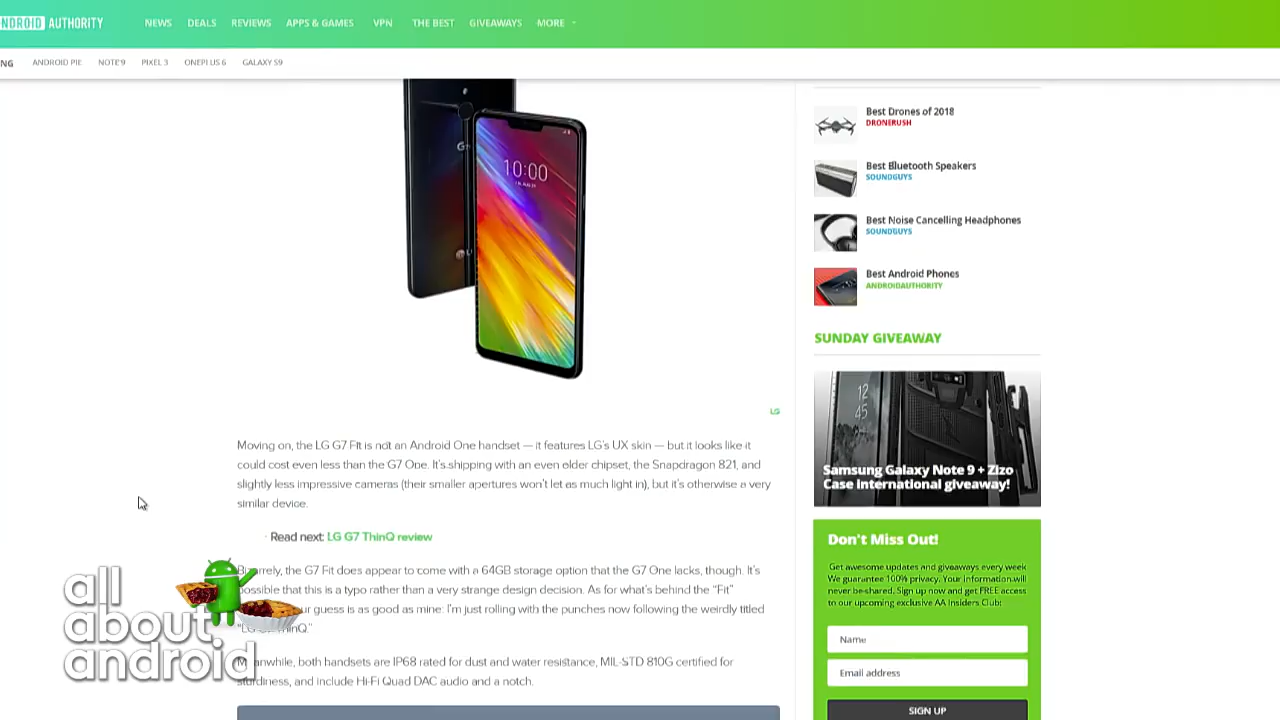 NDROID AUTHORITY
NEWS DEALS REVIEWS APPS & GAMES VPN THE BEST GIVEAWAYS MORE
NG ANDROID PIE NOTE 9 PIXEL 3 ONEPLUS 6 GALAXY S9
Best Drones of 2018
DRONERUSH
Best Bluetooth Speakers
SOUNDGUYS
Best Noise Cancelling Headphones
SOUNDGUYS
Best Android Phones
ANDROIDAUTHORITY
10:00
LG
SUNDAY GIVEAWAY
12
45
Samsung Galaxy Note 9 + Zizo
Case international giveaway!
Moving on, the LG G7 Fit is not an Android One handset — it features LG's UX skin — but it looks like it
could cost even less than the G7 One. It's shipping with an even older chipset, the Snapdragon 821, and
slightly less impressive cameras (their smaller apertures won't let as much light in), but it's otherwise a very
similar device.
· Read next: LG G7 ThinQ review
Bizarrely, the G7 Fit does appear to come with a 64GB storage option that the G7 One lacks, though. It's
possible that this is a typo rather than a very strange design decision. As for what's behind the "Fit"
ur guess is as good as mine: I'm just rolling with the punches now following the weirdly titled
ThinQ."
Meanwhile, both handsets are IP68 rated for dust and water resistance, MIL-STD 810G certified for
sturdiness, and include Hi-Fi Quad DAC audio and a notch.
Don't Miss Out!
Get awesome updates and giveaways every week
We guarantee 100% privacy. Your information will
never be shared. Sign up now and get FREE access
to our upcoming exclusive AA Insiders Club:
Name
Email address
SIGN UP
all
about
android